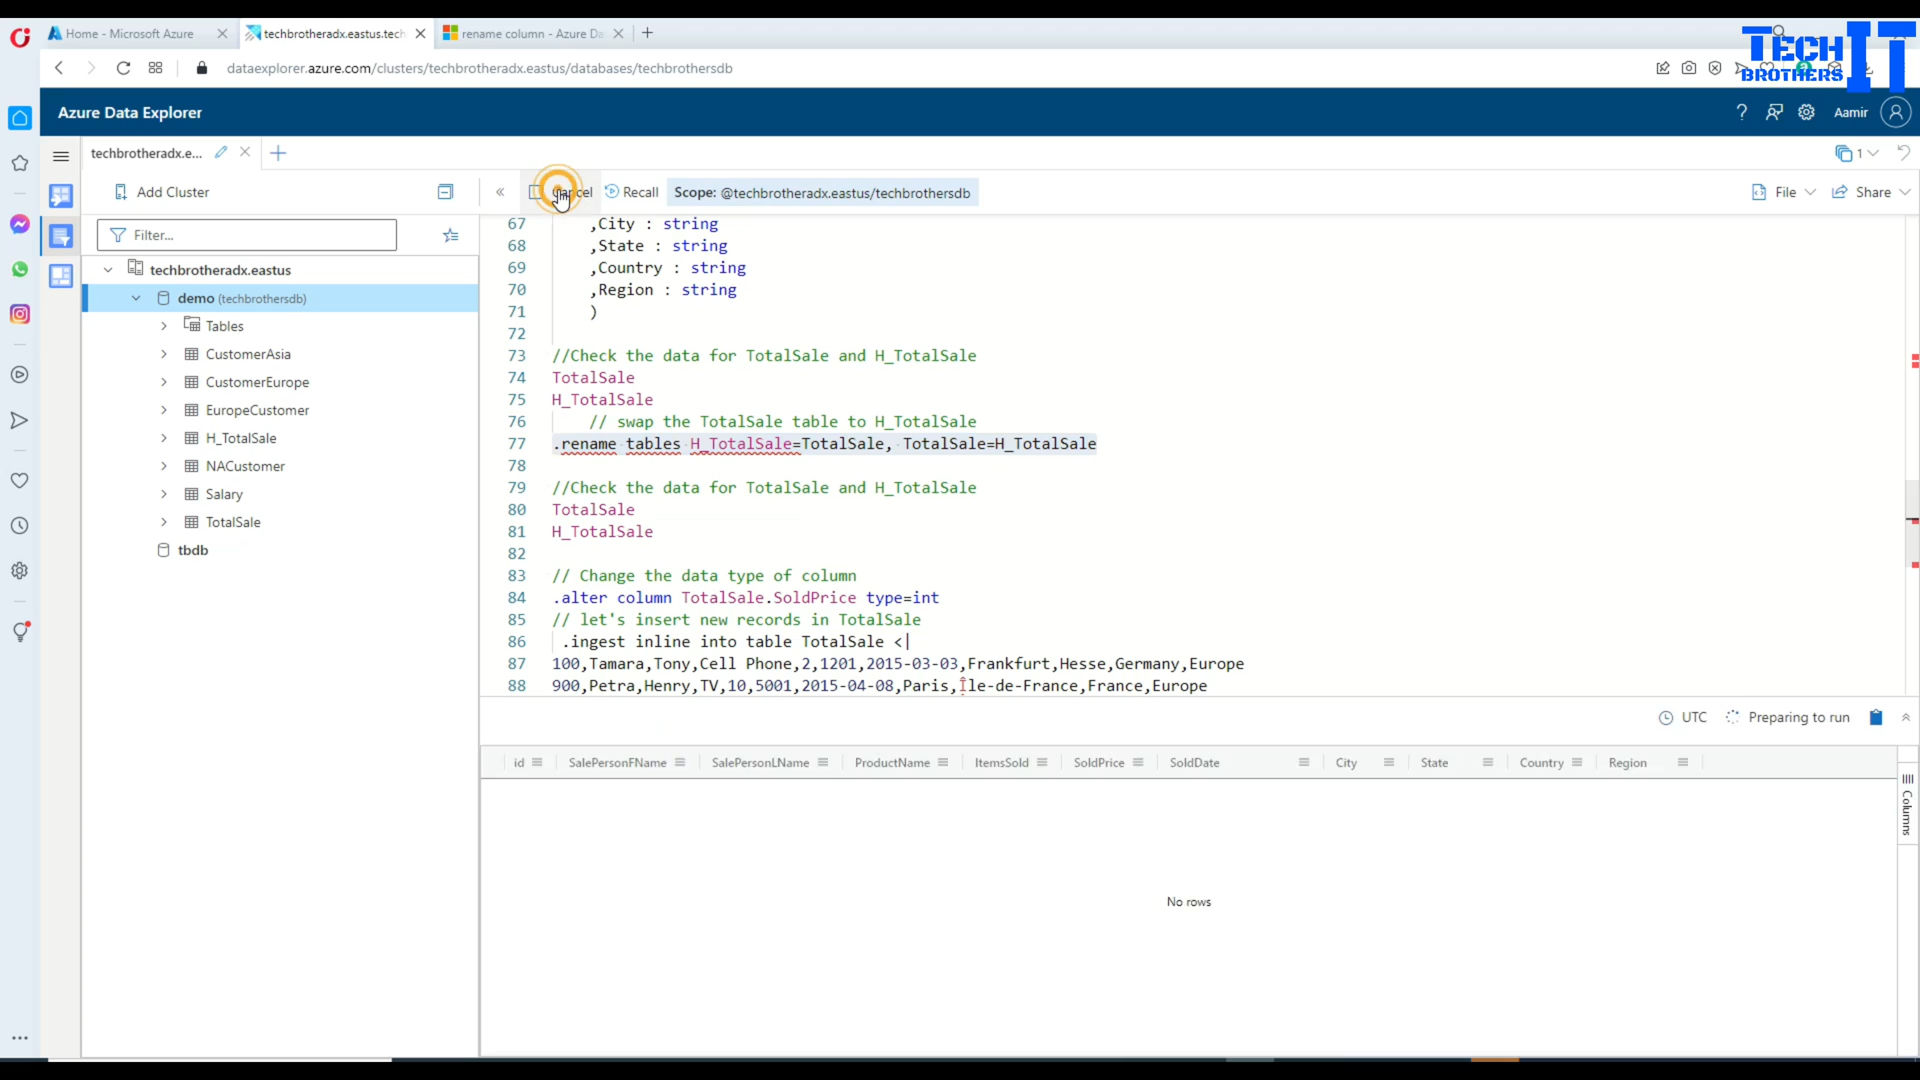 Home - Microsoft Azure
techbrotheradx.eastus.tech
rename column - Azure Da
dataexplorer.azure.com/clusters/techbrotheradx.eastus/databases/techbrothersdb
TECH IT
BROTHERS
Azure Data Explorer
Aamir
techbrotheradx.e...
1
Add Cluster
Cancel
Recall
Scope: @techbrotheradx.eastus/techbrothersdb
File
Share
Filter...
techbrotheradx.eastus
demo (techbrothersdb)
Tables
CustomerAsia
CustomerEurope
EuropeCustomer
H_TotalSale
NACustomer
Salary
TotalSale
tbdb
67 ,City : string
68 ,State : string
69 ,Country : string
70 ,Region : string
71 )
72
73 //Check the data for TotalSale and H_TotalSale
74 TotalSale
75 H_TotalSale
76 // swap the TotalSale table to H_TotalSale
77 .rename tables H_TotalSale=TotalSale, TotalSale=H_TotalSale
78
79 //Check the data for TotalSale and H_TotalSale
80 TotalSale
81 H_TotalSale
82
83 // Change the data type of column
84 .alter column TotalSale.SoldPrice type=int
85 // let's insert new records in TotalSale
86 .ingest inline into table TotalSale <|
87 100,Tamara,Tony,Cell Phone,2,1201,2015-03-03,Frankfurt,Hesse,Germany,Europe
88 900,Petra,Henry,TV,10,5001,2015-04-08,Paris,Île-de-France,France,Europe
UTC
Preparing to run
id SalePersonFName SalePersonLName ProductName ItemsSold SoldPrice SoldDate City State Country Region
Columns
No rows